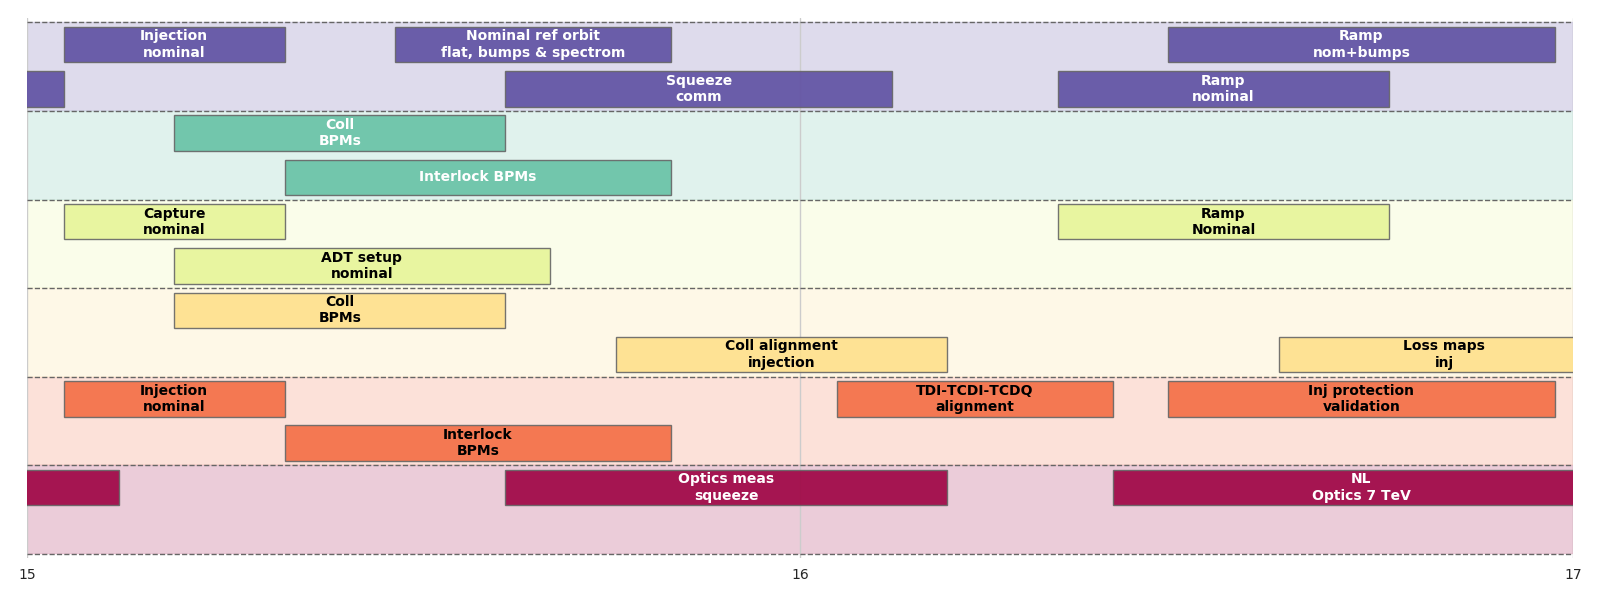 Injection
nominal
Nominal ref orbit
flat, bumps & spectrom
Ramp
nom+bumps
Squeeze
comm
Ramp
nominal
Coll
BPMs
Interlock BPMs
Capture
nominal
Ramp
Nominal
ADT setup
nominal
Coll
BPMs
Coll alignment
injection
Loss maps
inj
Injection
nominal
TDI-TCDI-TCDQ
alignment
Inj protection
validation
Interlock
BPMs
Optics meas
squeeze
NL
Optics 7 TeV
15
16
17